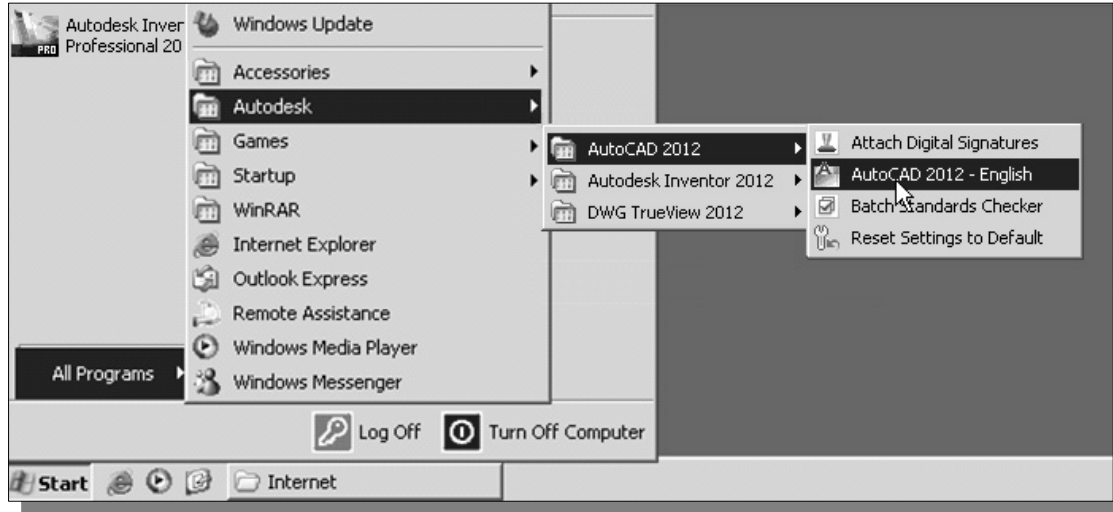 Autodesk Inver
PRO Professional 20
Windows Update
Accessories
Autodesk
Games
Startup
WinRAR
Internet Explorer
Outlook Express
Remote Assistance
Windows Media Player
Windows Messenger
AutoCAD 2012
Autodesk Inventor 2012
DWG TrueView 2012
Attach Digital Signatures
AutoCAD 2012 - English
Batch Standards Checker
Reset Settings to Default
All Programs
Log Off
Turn Off Computer
Start
Internet